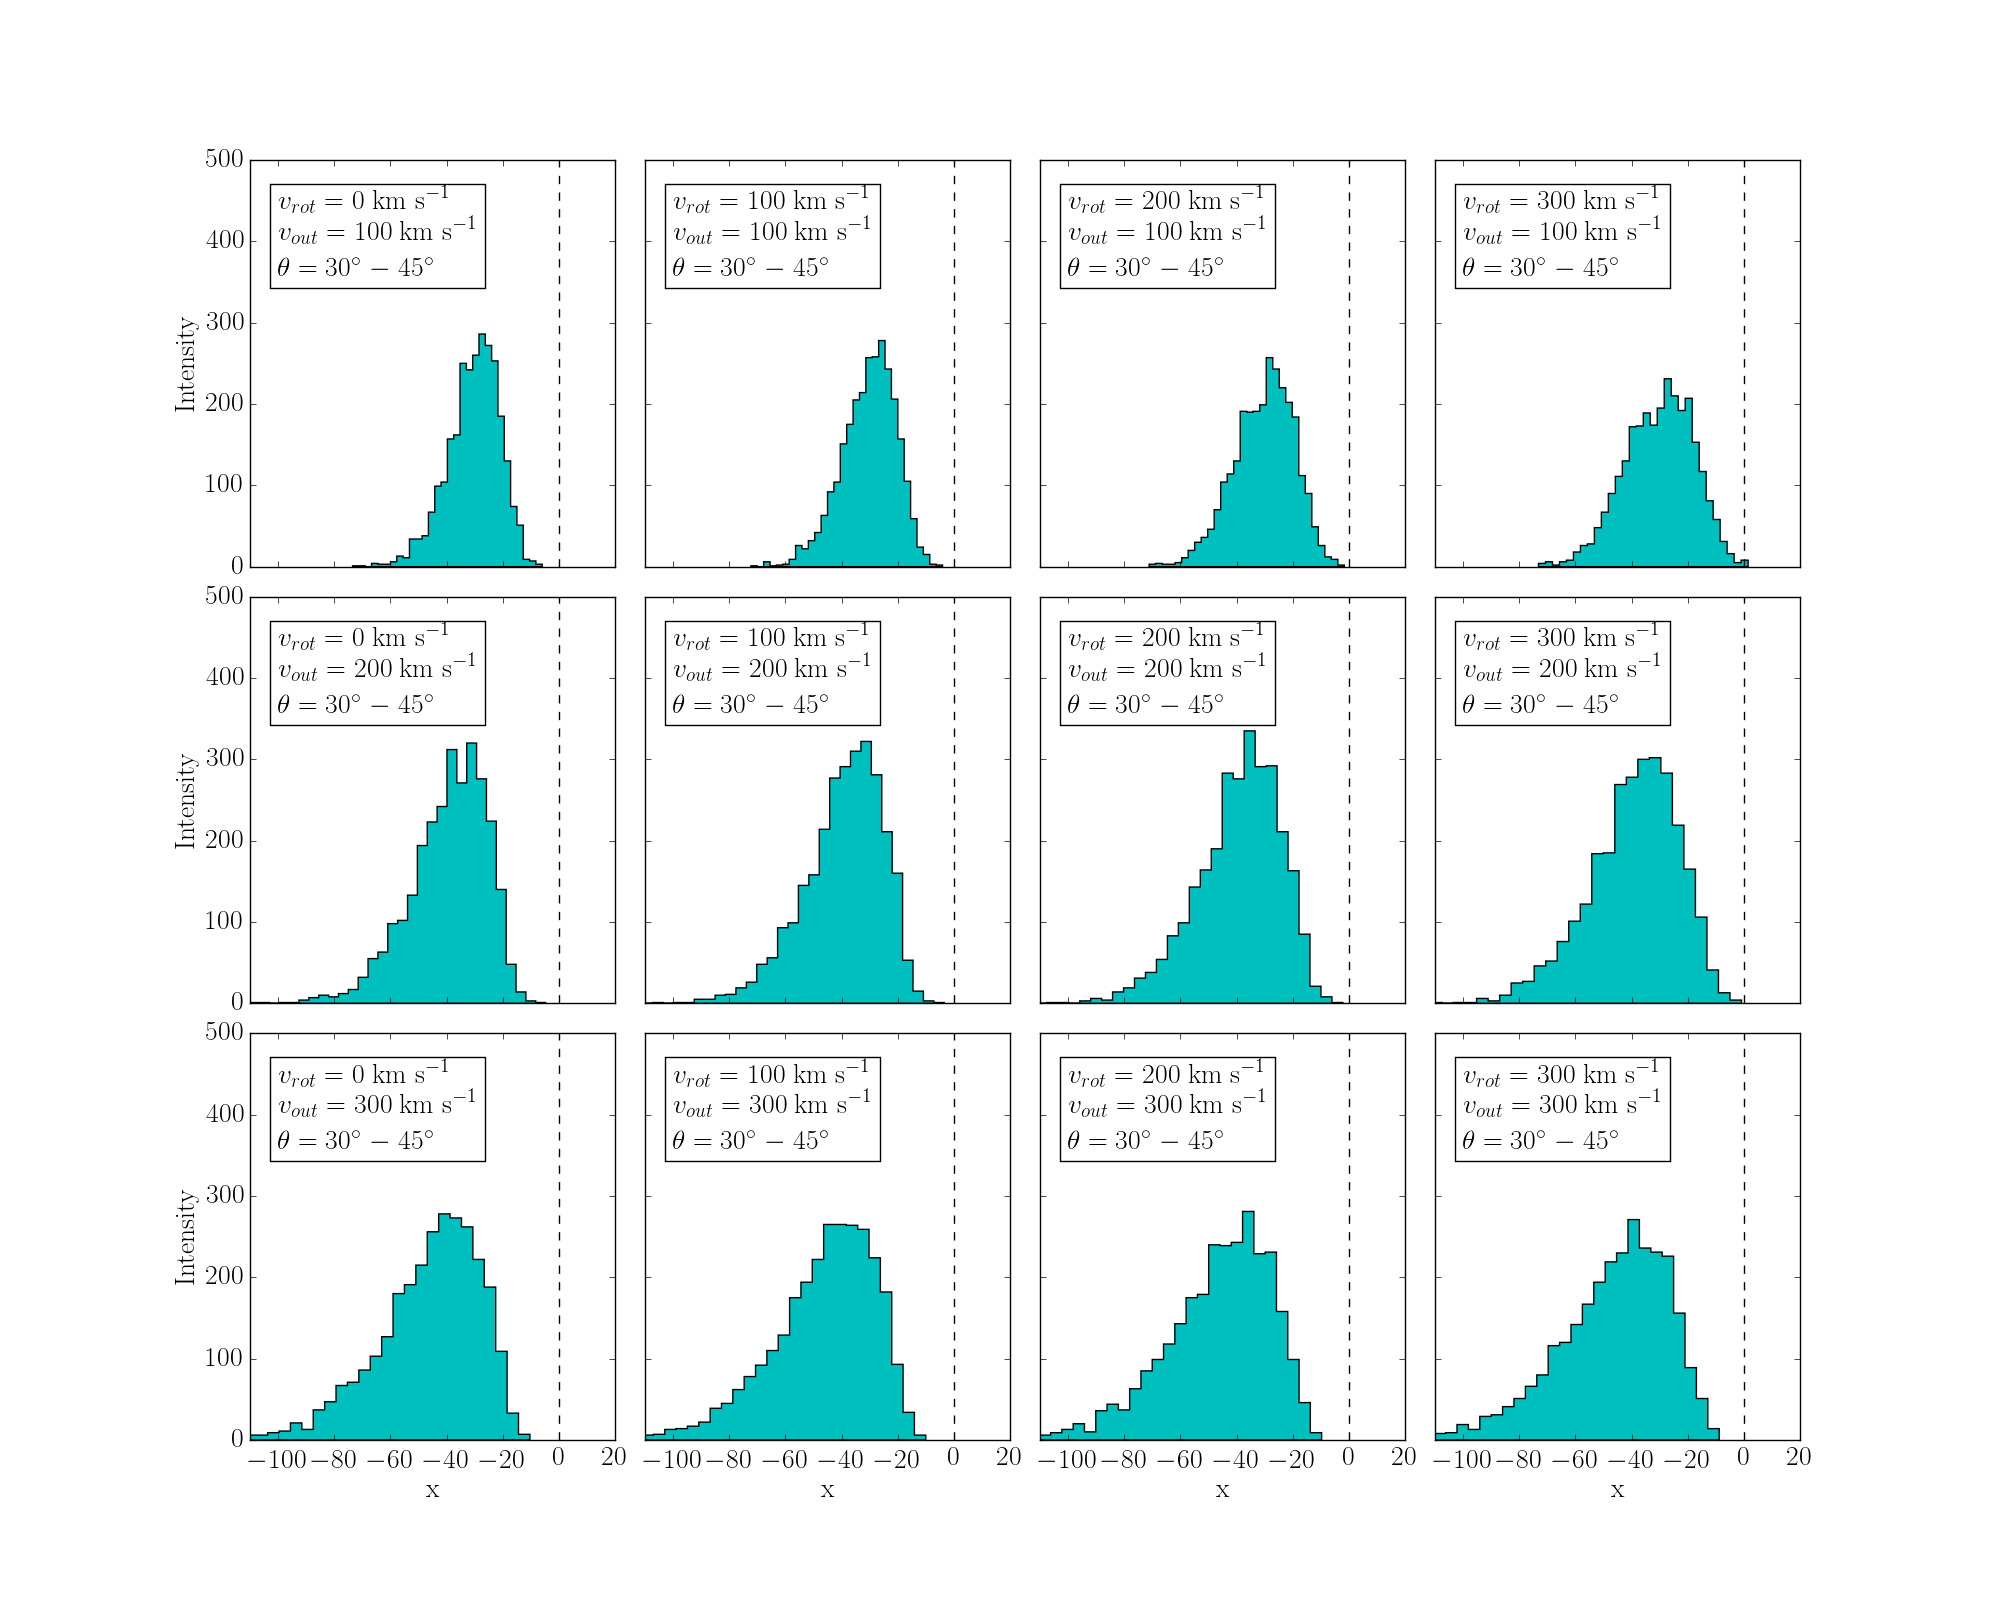 500
400
300
200
100
0
Intensity
v_rot = 0 km s⁻¹
v_out = 100 km s⁻¹
θ = 30° − 45°
v_rot = 100 km s⁻¹
v_out = 100 km s⁻¹
θ = 30° − 45°
v_rot = 200 km s⁻¹
v_out = 100 km s⁻¹
θ = 30° − 45°
v_rot = 300 km s⁻¹
v_out = 100 km s⁻¹
θ = 30° − 45°
500
400
300
200
100
0
Intensity
v_rot = 0 km s⁻¹
v_out = 200 km s⁻¹
θ = 30° − 45°
v_rot = 100 km s⁻¹
v_out = 200 km s⁻¹
θ = 30° − 45°
v_rot = 200 km s⁻¹
v_out = 200 km s⁻¹
θ = 30° − 45°
v_rot = 300 km s⁻¹
v_out = 200 km s⁻¹
θ = 30° − 45°
500
400
300
200
100
0
Intensity
v_rot = 0 km s⁻¹
v_out = 300 km s⁻¹
θ = 30° − 45°
v_rot = 100 km s⁻¹
v_out = 300 km s⁻¹
θ = 30° − 45°
v_rot = 200 km s⁻¹
v_out = 300 km s⁻¹
θ = 30° − 45°
v_rot = 300 km s⁻¹
v_out = 300 km s⁻¹
θ = 30° − 45°
−100 −80 −60 −40 −20 0 20
x
−100 −80 −60 −40 −20 0 20
x
−100 −80 −60 −40 −20 0 20
x
−100 −80 −60 −40 −20 0 20
x